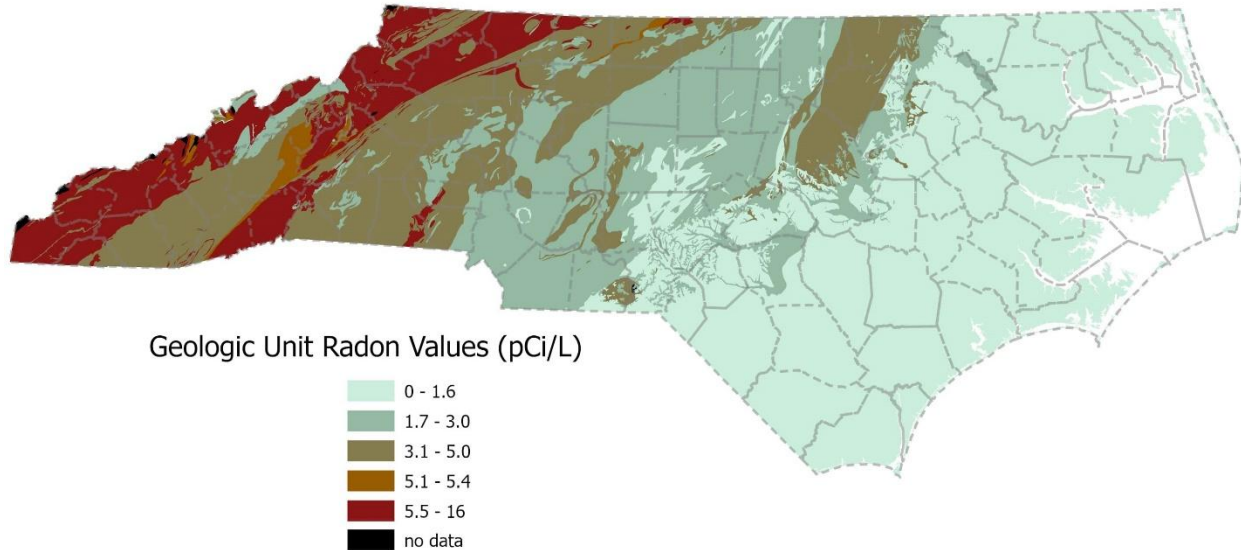 Geologic Unit Radon Values (pCi/L)
0 - 1.6
1.7 - 3.0
3.1 - 5.0
5.1 - 5.4
5.5 - 16
no data